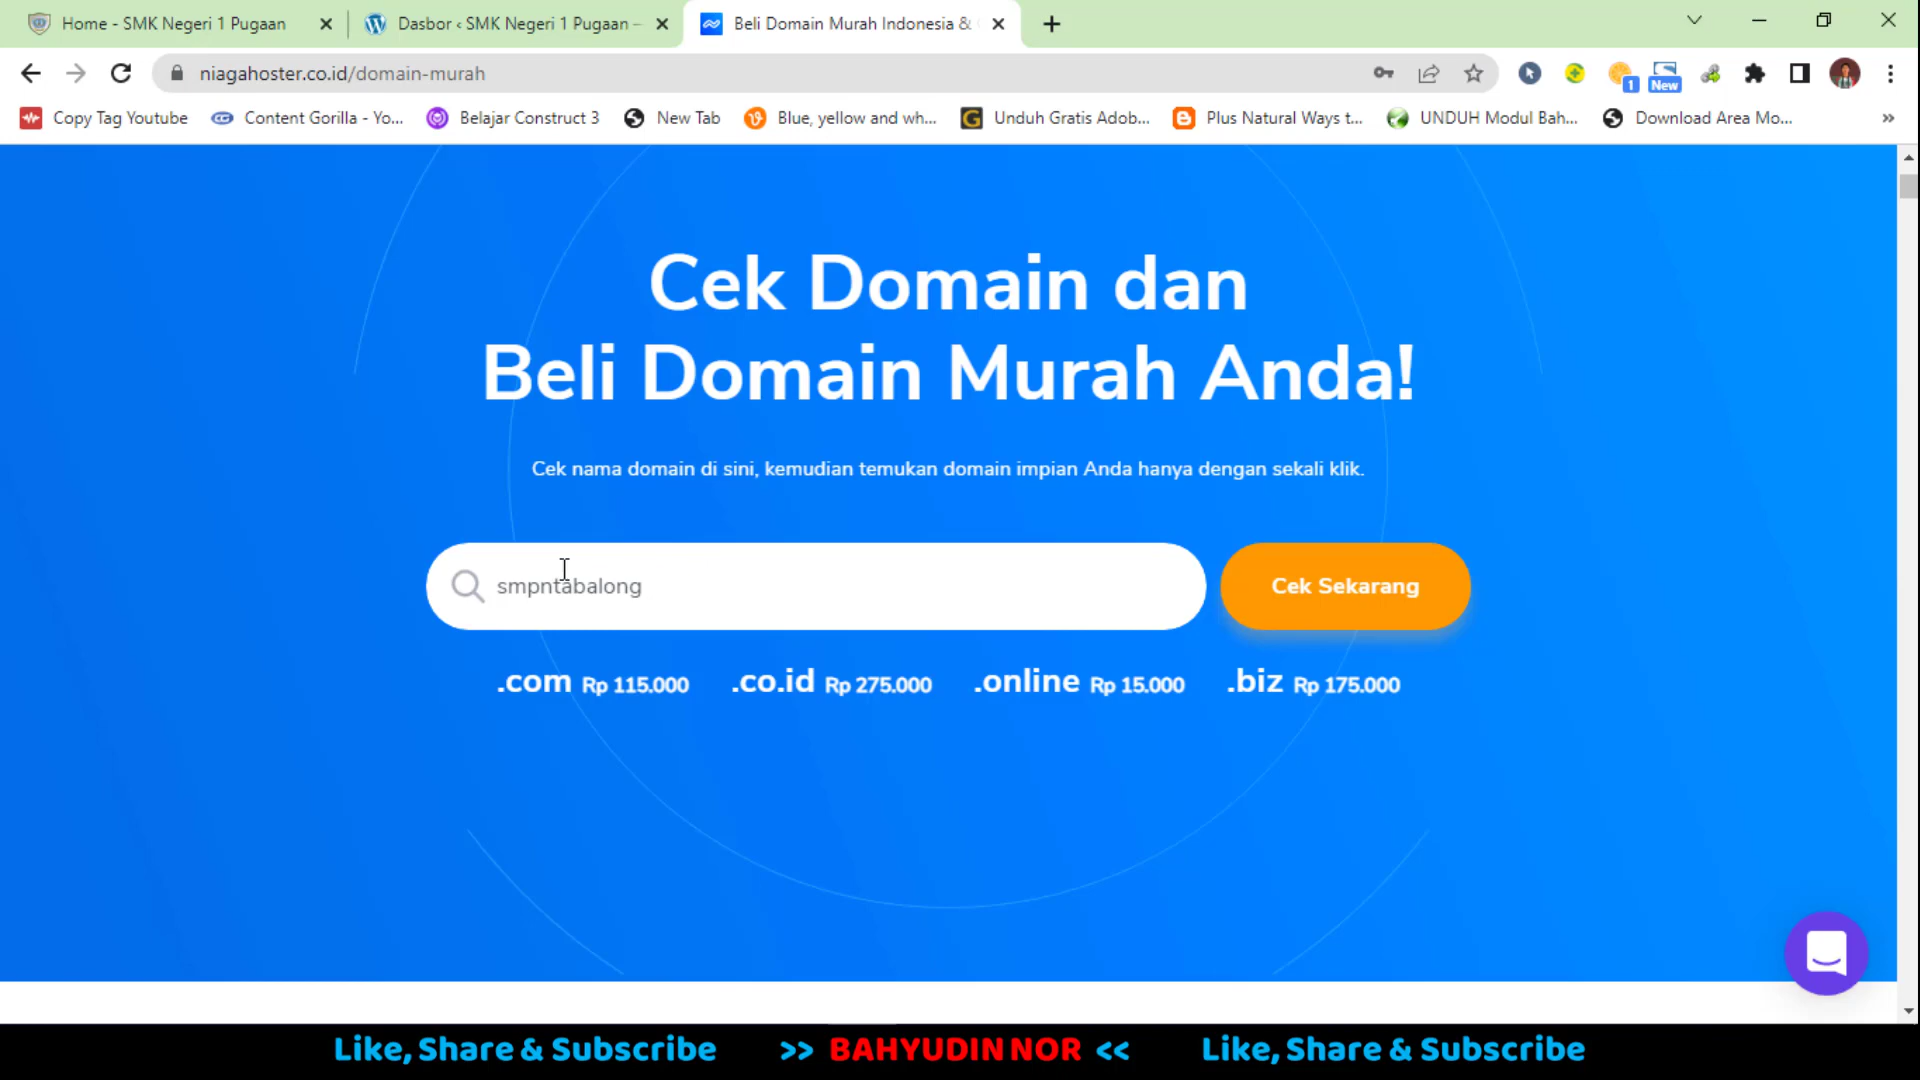 Home - SMK Negeri 1 Pugaan
Dasbor ‹ SMK Negeri 1 Pugaan —
Beli Domain Murah Indonesia &
niagahoster.co.id/domain-murah
1
New
Copy Tag Youtube
Content Gorilla - Yo...
Belajar Construct 3
New Tab
Blue, yellow and wh...
Unduh Gratis Adob...
Plus Natural Ways t...
UNDUH Modul Bah...
Download Area Mo...
»
Cek Domain dan
Beli Domain Murah Anda!
Cek nama domain di sini, kemudian temukan domain impian Anda hanya dengan sekali klik.
smpntabalong
Cek Sekarang
.com Rp 115.000
.co.id Rp 275.000
.online Rp 15.000
.biz Rp 175.000
Like, Share & Subscribe >> BAHYUDIN NOR << Like, Share & Subscribe